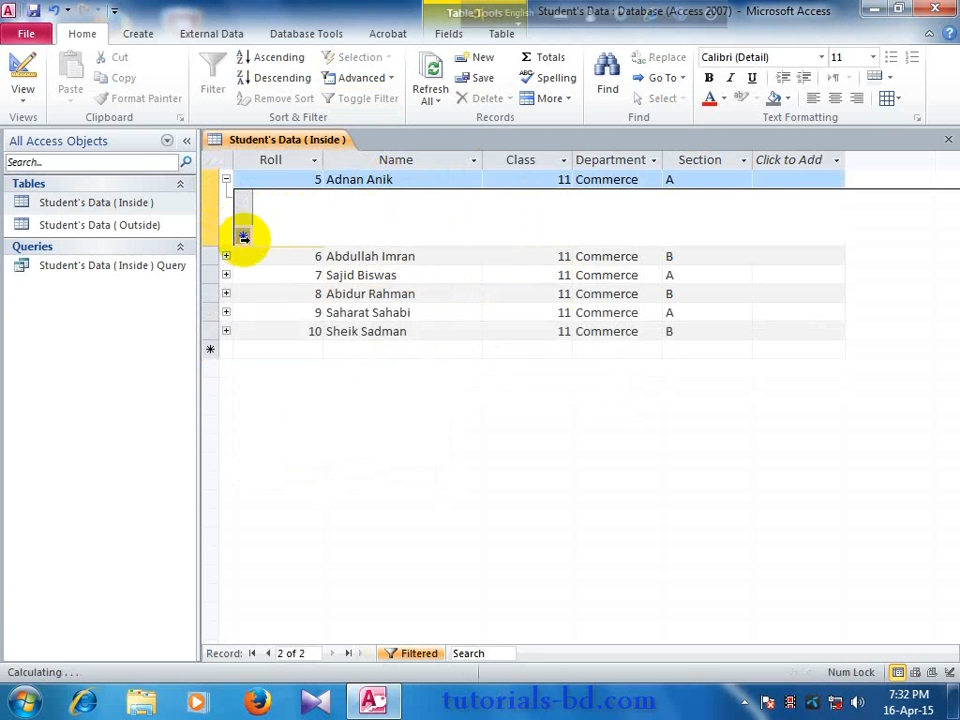 Table Tools English Student's Data : Database (Access 2007) - Microsoft Access
File Home Create External Data Database Tools Acrobat Fields Table
View
Views
Paste
Cut
Copy
Format Painter
Clipboard
Filter
Ascending
Descending
Remove Sort
Selection
Advanced
Toggle Filter
Sort & Filter
Refresh
All
New
Save
Delete
Totals
Spelling
More
Records
Find
Replace
Go To
Select
Find
Calibri (Detail) 11
B I U
A
Text Formatting
All Access Objects
Search..
Tables
Student's Data ( Inside )
Student's Data ( Outside)
Queries
Student's Data ( Inside ) Query
Student's Data ( Inside )
Roll Name Class Department Section Click to Add
5 Adnan Anik 11 Commerce A
6 Abdullah Imran 11 Commerce B
7 Sajid Biswas 11 Commerce A
8 Abidur Rahman 11 Commerce B
9 Saharat Sahabi 11 Commerce A
10 Sheik Sadman 11 Commerce B
Record: 2 of 2 Filtered Search
Calculating . . . Num Lock
tutorials-bd.com
7:32 PM
16-Apr-15